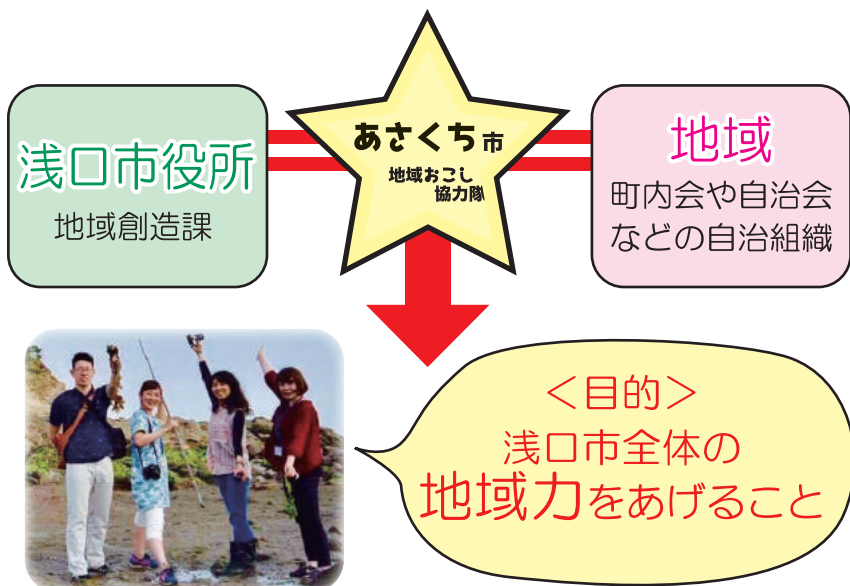 浅口市役所
地域創造課
あさくち市
地域おこし
協力隊
地域
町内会や自治会
などの自治組織
＜目的＞
浅口市全体の
地域力をあげること